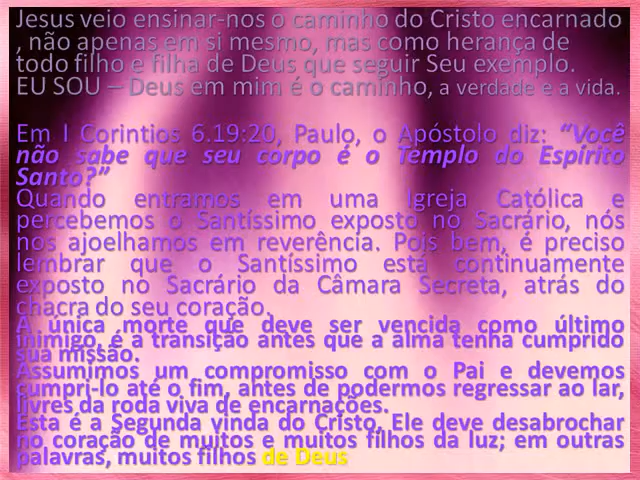 Jesus veio ensinar-nos o caminho do Cristo encarnado
, não apenas em si mesmo, mas como herança de
todo filho e filha de Deus que seguir Seu exemplo.
EU SOU – Deus em mim é o caminho, a verdade e a vida.
Em I Corintios 6.19:20, Paulo, o Apóstolo diz: “Você
não sabe que seu corpo é o Templo do Espírito
Santo?”
Quando entramos em uma Igreja Católica e
percebemos o Santíssimo exposto no Sacrário, nós
nos ajoelhamos em reverência. Pois bem, é preciso
lembrar que o Santíssimo está continuamente
exposto no Sacrário da Câmara Secreta, atrás do
chacra do seu coração.
A única morte que deve ser vencida como último
inimigo, é a transição antes que a alma tenha cumprido
sua missão.
Assumimos um compromisso com o Pai e devemos
cumpri-lo até o fim, antes de podermos regressar ao lar,
livres da roda viva de encarnações.
Esta é a Segunda vinda do Cristo, Ele deve desabrochar
no coração de muitos e muitos filhos da luz; em outras
palavras, muitos filhos de Deus